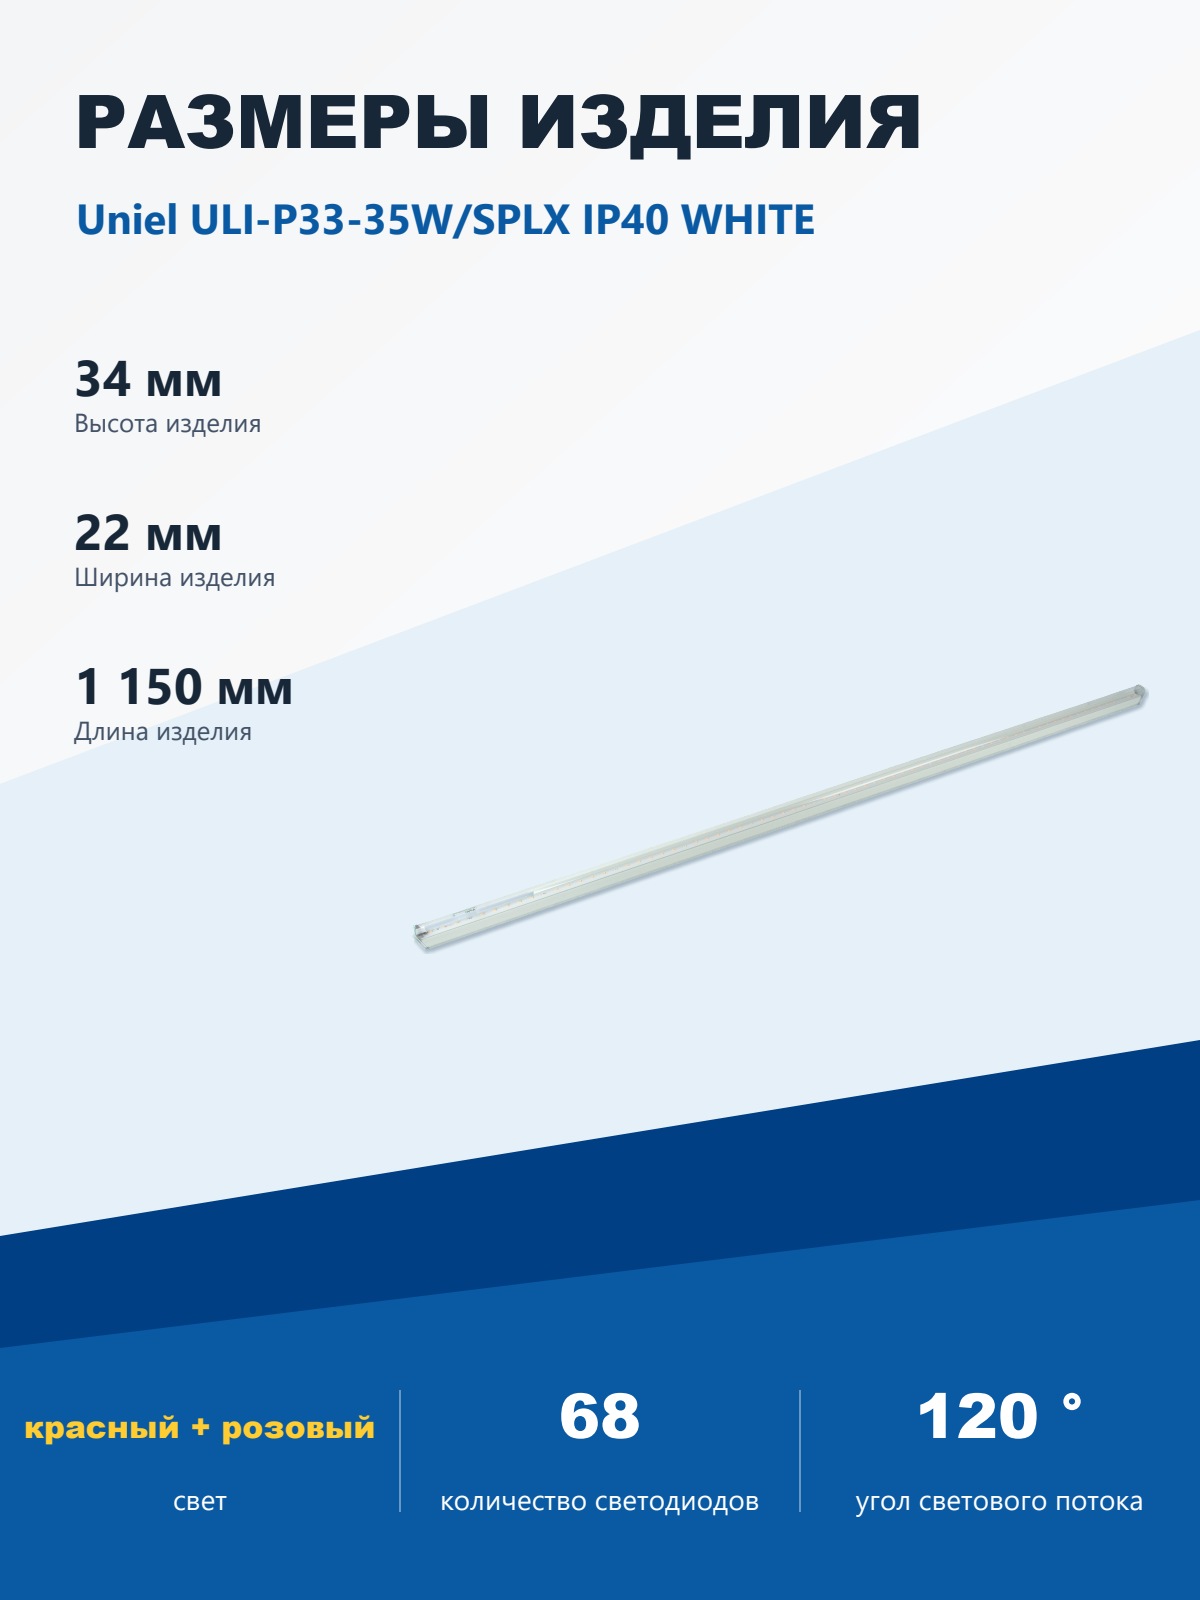 РАЗМЕРЫ ИЗДЕЛИЯ
Uniel ULI-P33-35W/SPLX IP40 WHITE
34 мм
Высота изделия
22 мм
Ширина изделия
1 150 мм
Длина изделия
красный + розовый
свет
68
количество светодиодов
120 °
угол светового потока